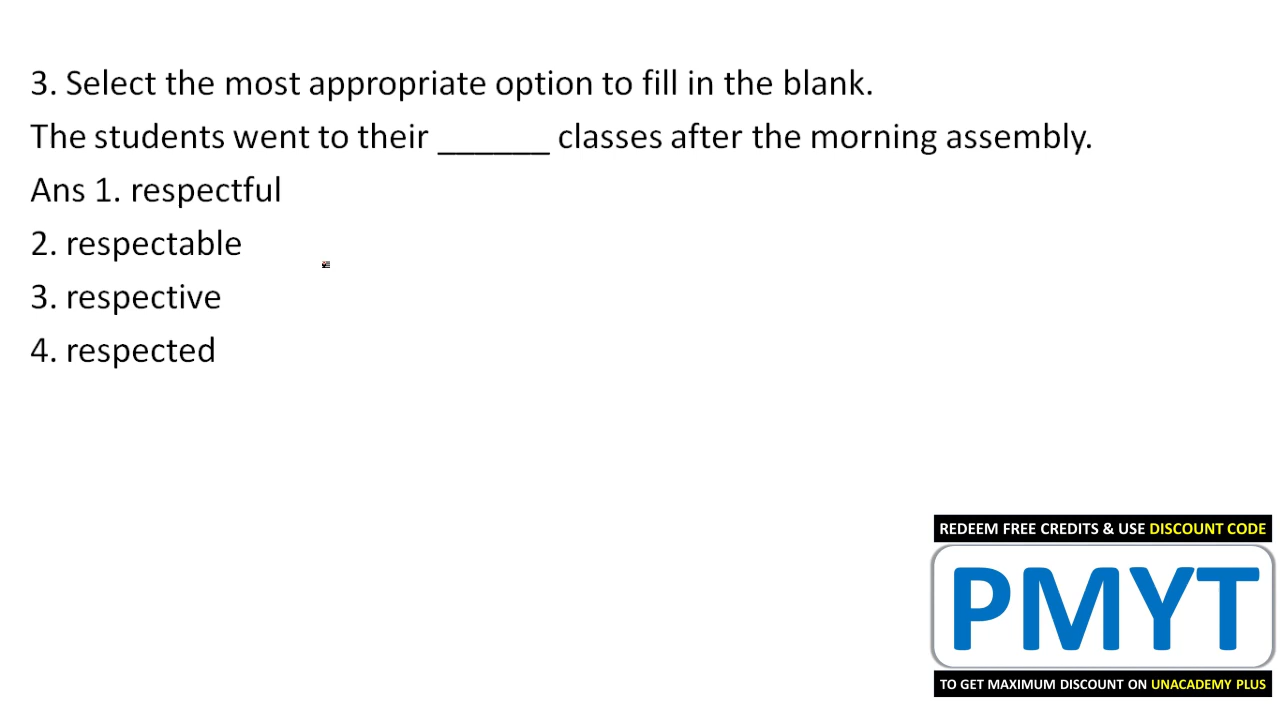 3. Select the most appropriate option to fill in the blank.
The students went to their ______ classes after the morning assembly.
Ans 1. respectful
2. respectable
3. respective
4. respected
REDEEM FREE CREDITS & USE DISCOUNT CODE
PMYT
TO GET MAXIMUM DISCOUNT ON UNACADEMY PLUS